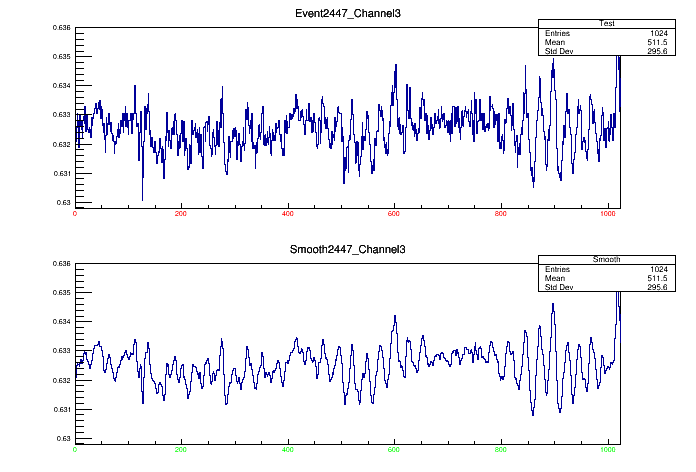 Event2447_Channel3
Test
Entries 1024
Mean 511.5
Std Dev 295.6
0.636
0.635
0.634
0.633
0.632
0.631
0.63
0 200 400 600 800 1000
Smooth2447_Channel3
Smooth
Entries 1024
Mean 511.5
Std Dev 295.6
0.636
0.635
0.634
0.633
0.632
0.631
0.63
0 200 400 600 800 1000